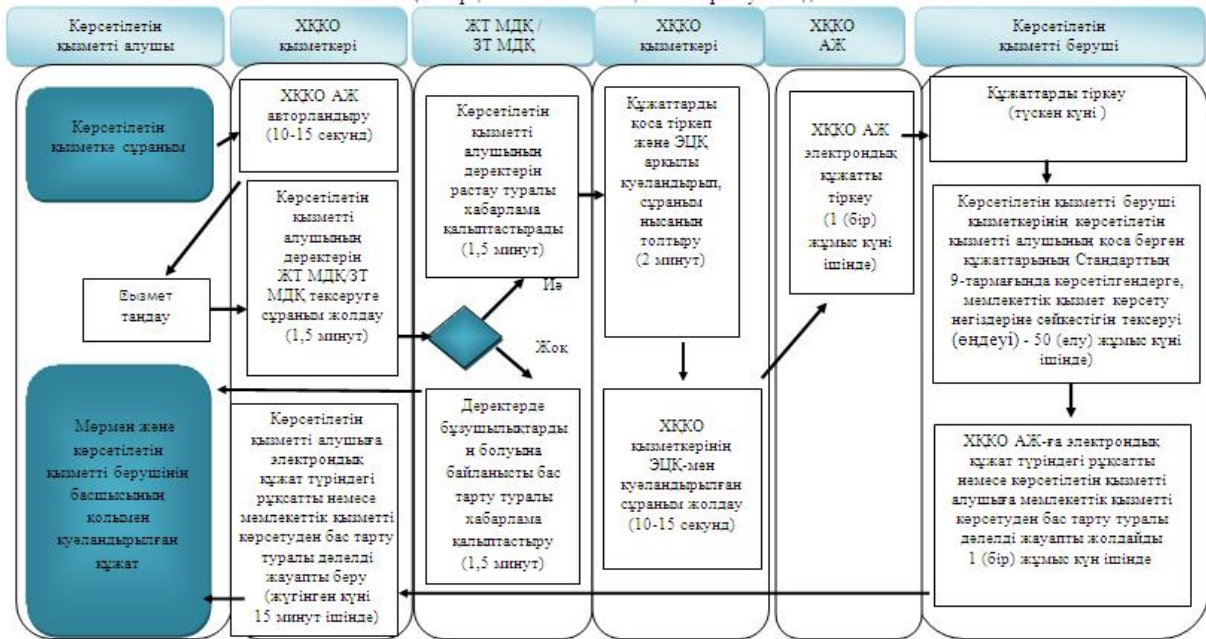 Көрсетілетін
қызметті алушы
ХҚКО
қызметкері
ЖТ МДҚ /
ЗТ МДҚ
ХҚКО
қызметкері
ХҚКО
АЖ
Көрсетілетін
қызметті беруші
Көрсетілетін
қызметке сұраным
ХҚКО АЖ
авторландыру
(10-15 секунд)
Қызмет
таңдау
Көрсетілетін
қызметті
алушының
деректерін
ЖТ МДҚ/ЗТ
МДҚ тексеруге
сұраным жолдау
(1,5 минут)
Көрсетілетін
қызметті
алушының
деректерін
растау туралы
хабарлама
қалыптастырады
(1,5 минут)
Иә
Жоқ
Құжаттарды
қоса тіркеп
және ЭЦҚ
арқылы
куәландырып,
сұраным
нысанын
толтыру
(2 минут)
ХҚКО АЖ
электрондық
құжатты
тіркеу
(1 (бір)
жұмыс күні
ішінде)
Құжаттарды тіркеу
(түскен күні )
Көрсетілетін қызметті беруші
қызметкерінің көрсетілетін
қызметті алушының қоса берген
құжаттарының Стандарттың
9-тармағында көрсетілгендерге,
мемлекеттік қызмет көрсету
негіздеріне сәйкестігін тексеруі
(өңдеуі) - 50 (елу) жұмыс күні
ішінде)
Мөрмен және
көрсетілетін
қызметті берушінің
басшысының
қолымен
куәландырылған
құжат
Көрсетілетін
қызметті алушыға
электрондық
құжат түріндегі
рұқсатты немесе
мемлекеттік қызметті
көрсетуден бас тарту
туралы дәлелді
жауапты беру
(жүгінген күні
15 минут ішінде)
Деректерде
бұзушылықтарды
ң болуына
байланысты бас
тарту туралы
хабарлама
қалыптастыру
(1,5 минут)
ХҚКО
қызметкерінің
ЭЦҚ-мен
куәландырылған
сұраным жолдау
(10-15 секунд)
ХҚКО АЖ-ға электрондық
құжат түріндегі рұқсатты
немесе көрсетілетін қызметті
алушыға мемлекеттік қызметті
көрсетуден бас тарту туралы
дәлелді жауапты жолдайды
1 (бір) жұмыс күн ішінде